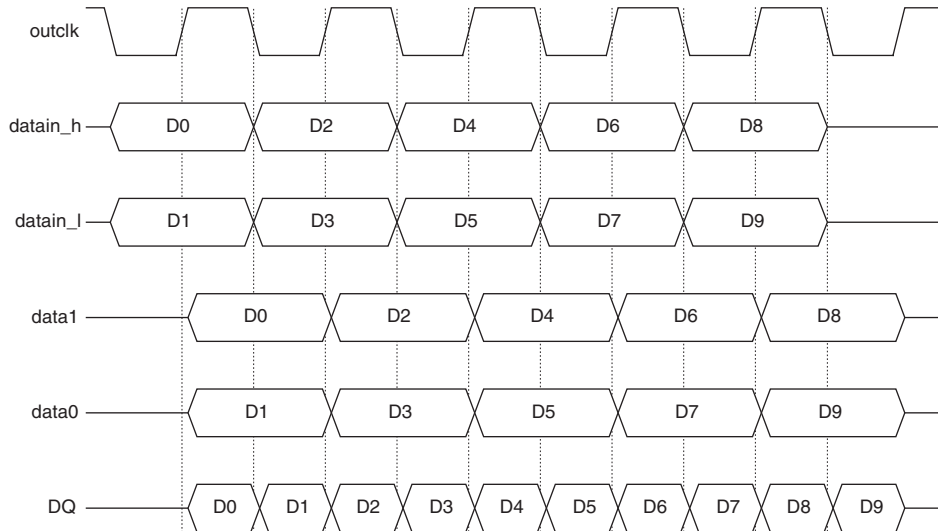 outclk
datain_h D0 D2 D4 D6 D8
datain_l D1 D3 D5 D7 D9
data1 D0 D2 D4 D6 D8
data0 D1 D3 D5 D7 D9
DQ D0 D1 D2 D3 D4 D5 D6 D7 D8 D9